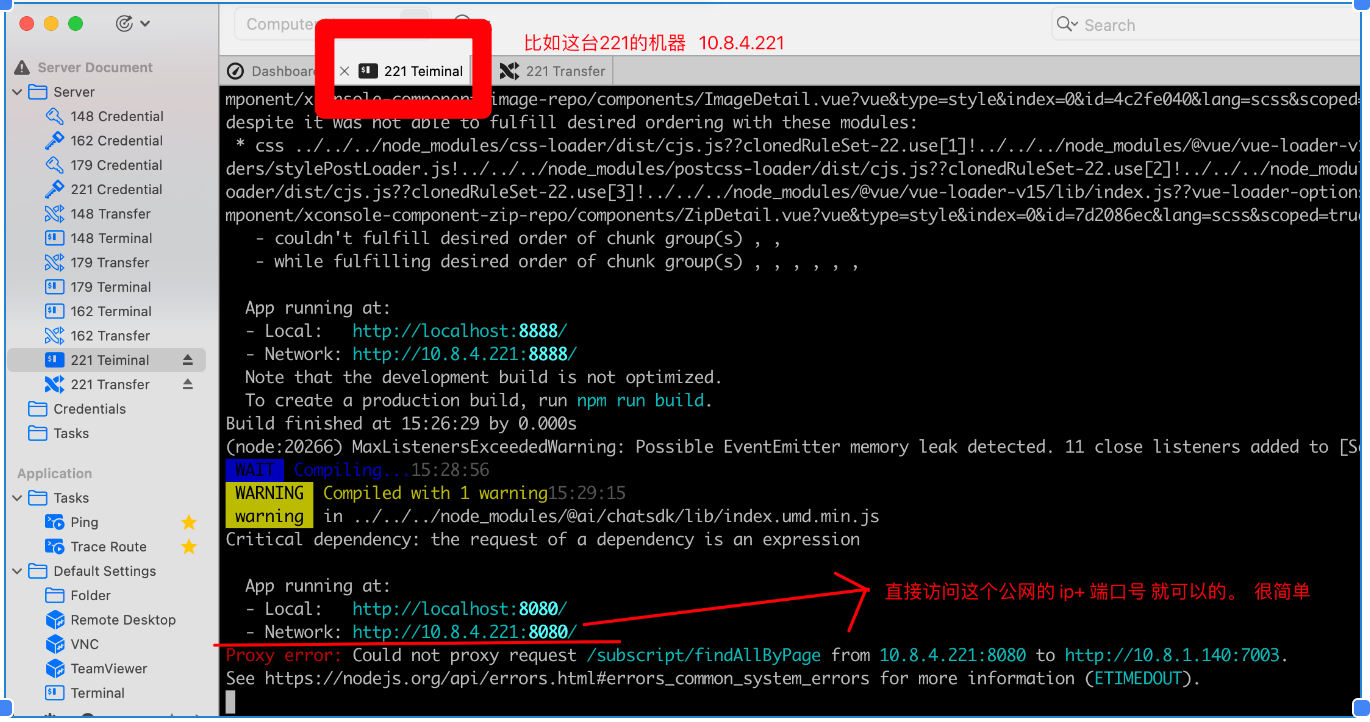 Compute
Search
比如这台221的机器 10.8.4.221
Dashboar
221 Teiminal
221 Transfer
Server Document
Server
148 Credential
162 Credential
179 Credential
221 Credential
148 Transfer
148 Terminal
179 Transfer
179 Terminal
162 Terminal
162 Transfer
221 Teiminal
221 Transfer
Credentials
Tasks
Application
Tasks
Ping
Trace Route
Default Settings
Folder
Remote Desktop
VNC
TeamViewer
Terminal
mponent/xconsole-component-image-repo/components/ImageDetail.vue?vue&type=style&index=0&id=4c2fe040&lang=scss&scoped=
despite it was not able to fulfill desired ordering with these modules:
* css ../../../node_modules/css-loader/dist/cjs.js??clonedRuleSet-22.use[1]!../../../node_modules/@vue/vue-loader-v1
ders/stylePostLoader.js!../../../node_modules/postcss-loader/dist/cjs.js??clonedRuleSet-22.use[2]!../../../node_modul
oader/dist/cjs.js??clonedRuleSet-22.use[3]!../../../node_modules/@vue/vue-loader-v15/lib/index.js??vue-loader-options
mponent/xconsole-component-zip-repo/components/ZipDetail.vue?vue&type=style&index=0&id=7d2086ec&lang=scss&scoped=true
- couldn't fulfill desired order of chunk group(s) , ,
- while fulfilling desired order of chunk group(s) , , , , , ,
App running at:
- Local: http://localhost:8888/
- Network: http://10.8.4.221:8888/
Note that the development build is not optimized.
To create a production build, run npm run build.
Build finished at 15:26:29 by 0.000s
(node:20266) MaxListenersExceededWarning: Possible EventEmitter memory leak detected. 11 close listeners added to [Se
WAIT Compiling...15:28:56
WARNING Compiled with 1 warning15:29:15
warning in ../../../node_modules/@ai/chatsdk/lib/index.umd.min.js
Critical dependency: the request of a dependency is an expression
App running at:
- Local: http://localhost:8080/
- Network: http://10.8.4.221:8080/
直接访问这个公网的 ip+ 端口号 就可以的。 很简单
Proxy error: Could not proxy request /subscript/findAllByPage from 10.8.4.221:8080 to http://10.8.1.140:7003.
See https://nodejs.org/api/errors.html#errors_common_system_errors for more information (ETIMEDOUT).